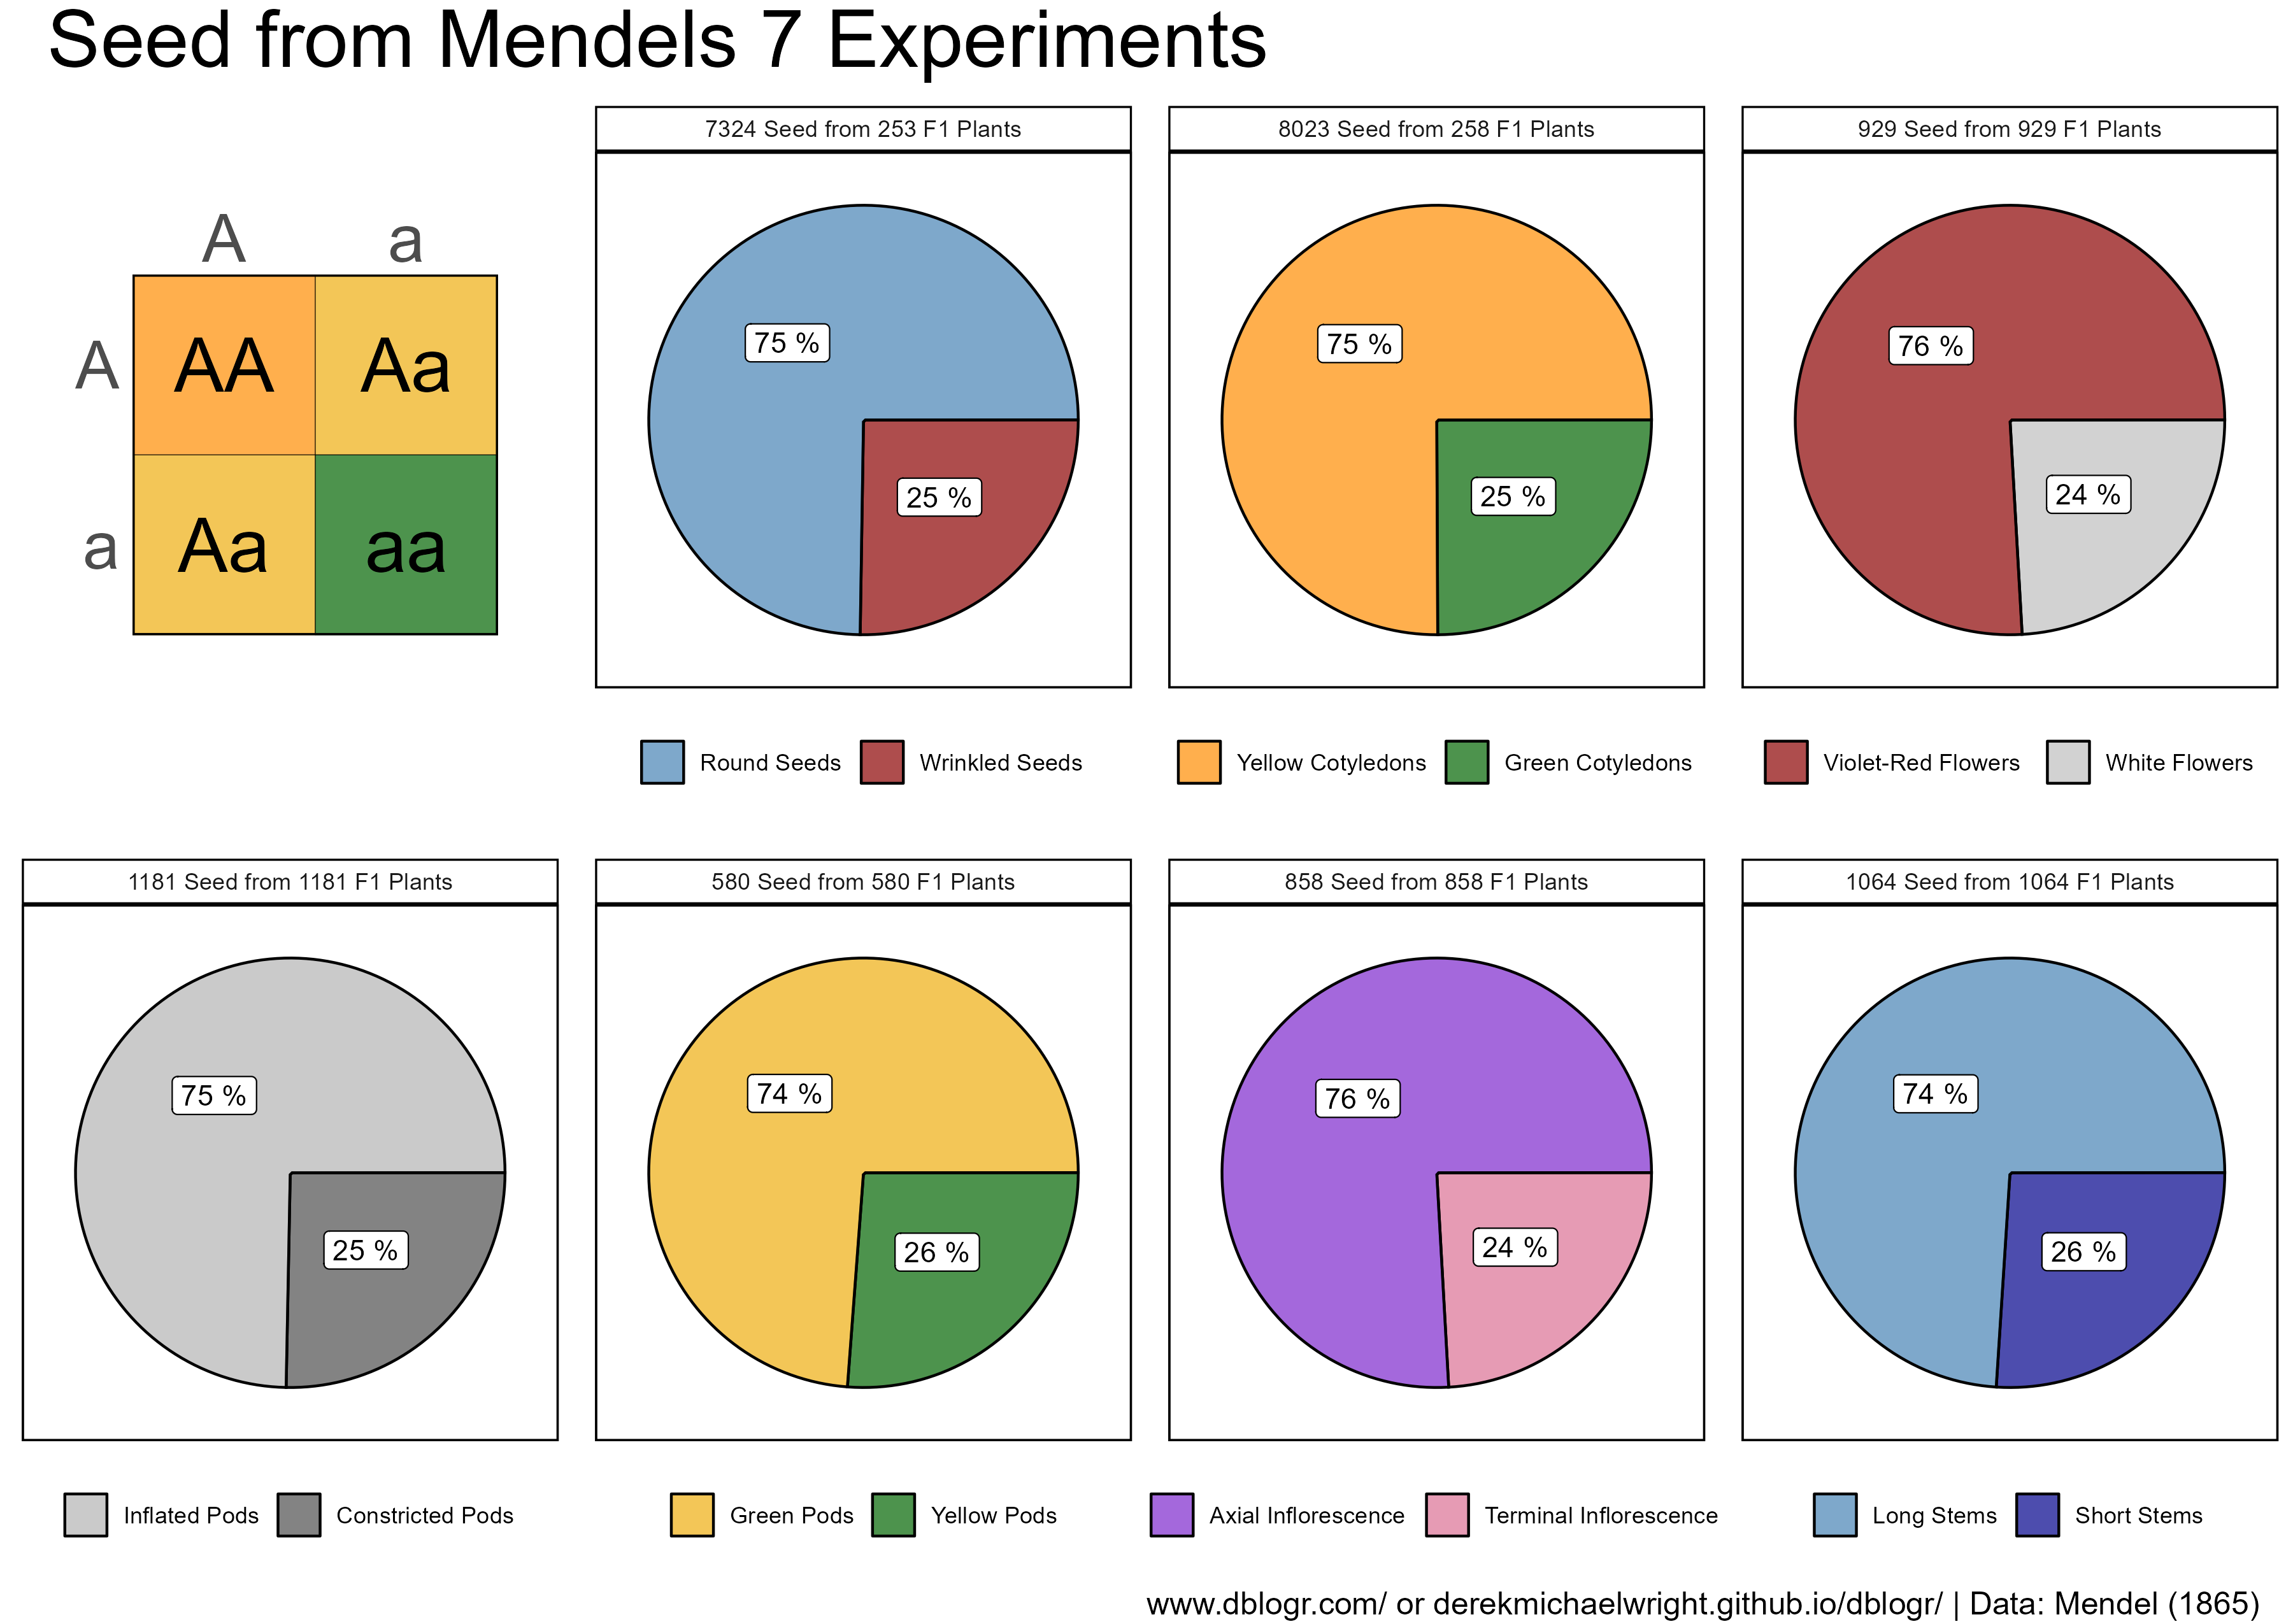 Seed from Mendels 7 Experiments
A a
A AA Aa
a Aa aa
7324 Seed from 253 F1 Plants
75 %
25 %
Round Seeds Wrinkled Seeds
8023 Seed from 258 F1 Plants
75 %
25 %
Yellow Cotyledons Green Cotyledons
929 Seed from 929 F1 Plants
76 %
24 %
Violet-Red Flowers White Flowers
1181 Seed from 1181 F1 Plants
75 %
25 %
Inflated Pods Constricted Pods
580 Seed from 580 F1 Plants
74 %
26 %
Green Pods Yellow Pods
858 Seed from 858 F1 Plants
76 %
24 %
Axial Inflorescence Terminal Inflorescence
1064 Seed from 1064 F1 Plants
74 %
26 %
Long Stems Short Stems
www.dblogr.com/ or derekmichaelwright.github.io/dblogr/ | Data: Mendel (1865)